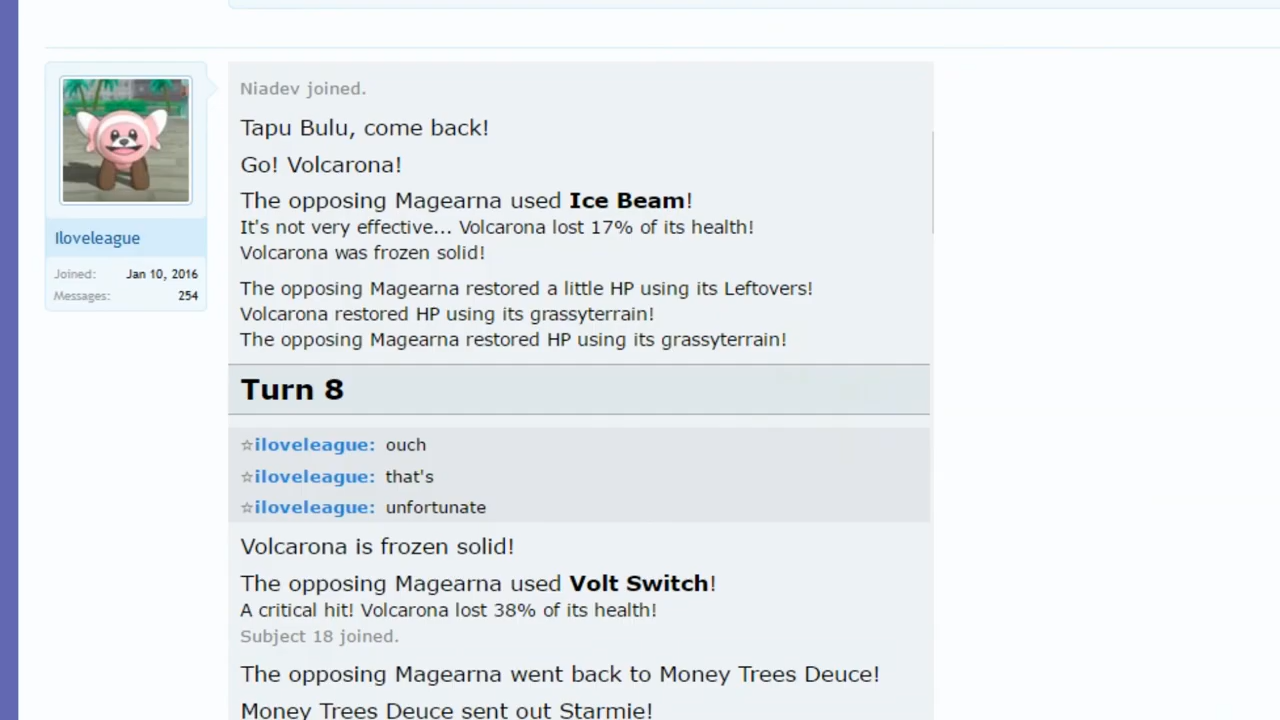 Niadev joined.
Tapu Bulu, come back!
Go! Volcarona!
The opposing Magearna used Ice Beam!
It's not very effective... Volcarona lost 17% of its health!
Volcarona was frozen solid!
Iloveleague
Joined: Jan 10, 2016
Messages: 254
The opposing Magearna restored a little HP using its Leftovers!
Volcarona restored HP using its grassyterrain!
The opposing Magearna restored HP using its grassyterrain!
Turn 8
☆iloveleague: ouch
☆iloveleague: that's
☆iloveleague: unfortunate
Volcarona is frozen solid!
The opposing Magearna used Volt Switch!
A critical hit! Volcarona lost 38% of its health!
Subject 18 joined.
The opposing Magearna went back to Money Trees Deuce!
Money Trees Deuce sent out Starmie!